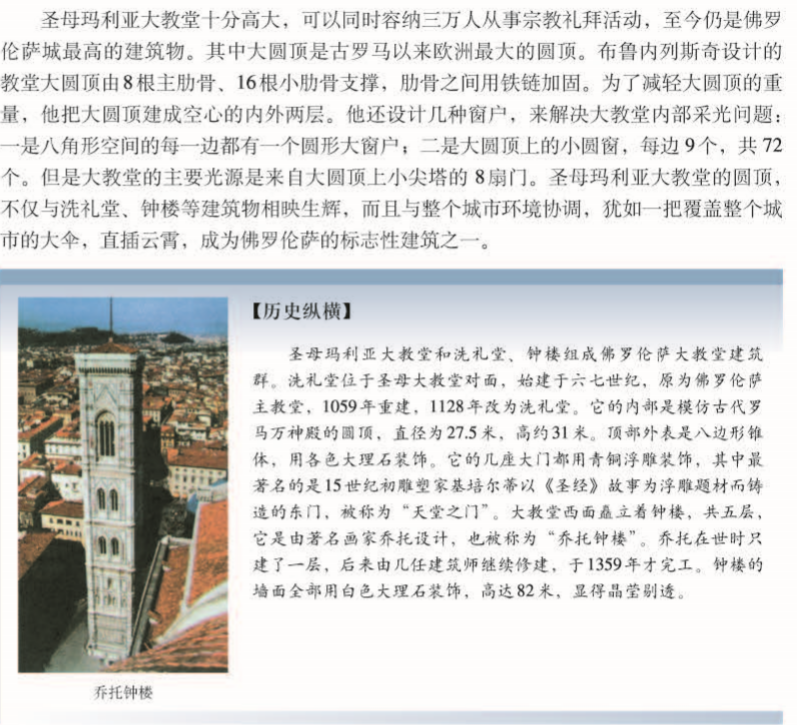 圣母玛利亚大教堂十分高大，可以同时容纳三万人从事宗教礼拜活动，至今仍是佛罗
伦萨城最高的建筑物。其中大圆顶是古罗马以来欧洲最大的圆顶。布鲁内列斯奇设计的
教堂大圆顶由8根主肋骨、16根小肋骨支撑，肋骨之间用铁链加固。为了减轻大圆顶的重
量，他把大圆顶建成空心的内外两层。他还设计几种窗户，来解决大教堂内部采光问题：
一是八角形空间的每一边都有一个圆形大窗户；二是大圆顶上的小圆窗，每边9个，共72
个。但是大教堂的主要光源是来自大圆顶上小尖塔的8扇门。圣母玛利亚大教堂的圆顶，
不仅与洗礼堂、钟楼等建筑物相映生辉，而且与整个城市环境协调，犹如一把覆盖整个城
市的大伞，直插云霄，成为佛罗伦萨的标志性建筑之一。
【历史纵横】
圣母玛利亚大教堂和洗礼堂、钟楼组成佛罗伦萨大教堂建筑
群。洗礼堂位于圣母大教堂对面，始建于六七世纪，原为佛罗伦萨
主教堂，1059年重建，1128年改为洗礼堂。它的内部是模仿古代罗
马万神殿的圆顶，直径为27.5米，高约31米。顶部外表是八边形锥
体，用各色大理石装饰。它的几座大门都用青铜浮雕装饰，其中最
著名的是15世纪初雕塑家基培尔蒂以《圣经》故事为浮雕题材而铸
造的东门，被称为“天堂之门”。大教堂西面矗立着钟楼，共五层，
它是由著名画家乔托设计，也被称为“乔托钟楼”。乔托在世时只
建了一层，后来由几任建筑师继续修建，于1359年才完工。钟楼的
墙面全部用白色大理石装饰，高达82米，显得晶莹剔透。
乔托钟楼